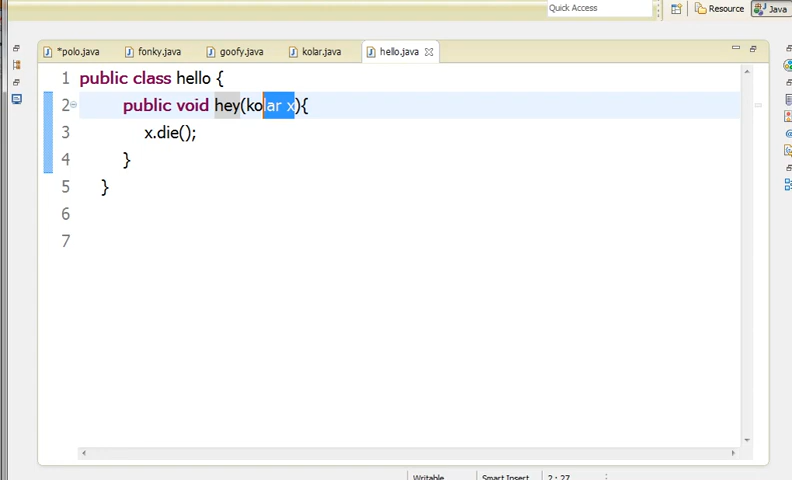 Quick Access
Resource
Java
*polo.java
fonky.java
goofy.java
kolar.java
hello.java
1 public class hello {
2 public void hey(kolar x){
3 x.die();
4 }
5 }
6
7
Writable
Smart Insert
2 : 27